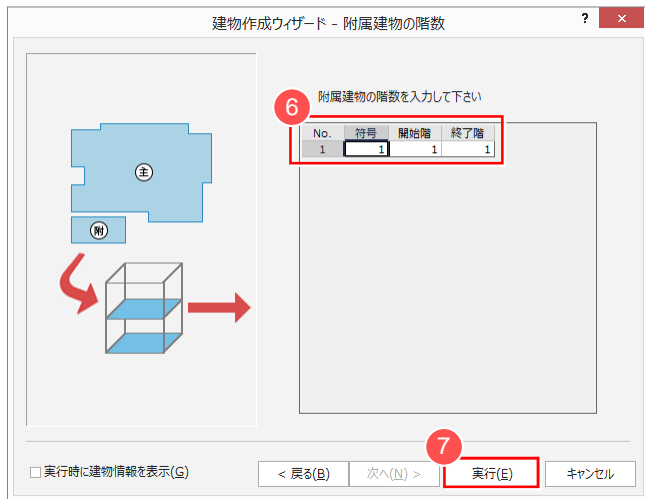 建物作成ウィザード - 附属建物の階数
? ×
附属建物の階数を入力して下さい
6
No. 符号 開始階 終了階
1 1 1 1
主
附
7
実行時に建物情報を表示(G)
< 戻る(B) 次へ(N) > 実行(E) キャンセル